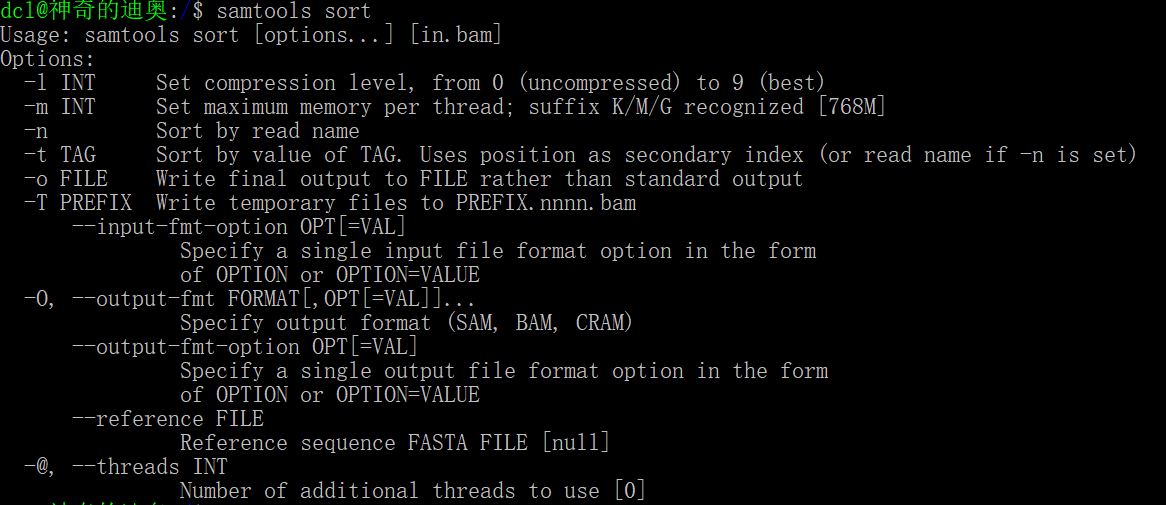 dcl@神奇的迪奥:/$ samtools sort
Usage: samtools sort [options...] [in.bam]
Options:
  -l INT     Set compression level, from 0 (uncompressed) to 9 (best)
  -m INT     Set maximum memory per thread; suffix K/M/G recognized [768M]
  -n         Sort by read name
  -t TAG     Sort by value of TAG. Uses position as secondary index (or read name if -n is set)
  -o FILE    Write final output to FILE rather than standard output
  -T PREFIX  Write temporary files to PREFIX.nnnn.bam
      --input-fmt-option OPT[=VAL]
               Specify a single input file format option in the form
               of OPTION or OPTION=VALUE
  -O, --output-fmt FORMAT[,OPT[=VAL]]...
               Specify output format (SAM, BAM, CRAM)
      --output-fmt-option OPT[=VAL]
               Specify a single output file format option in the form
               of OPTION or OPTION=VALUE
      --reference FILE
               Reference sequence FASTA FILE [null]
  -@, --threads INT
               Number of additional threads to use [0]